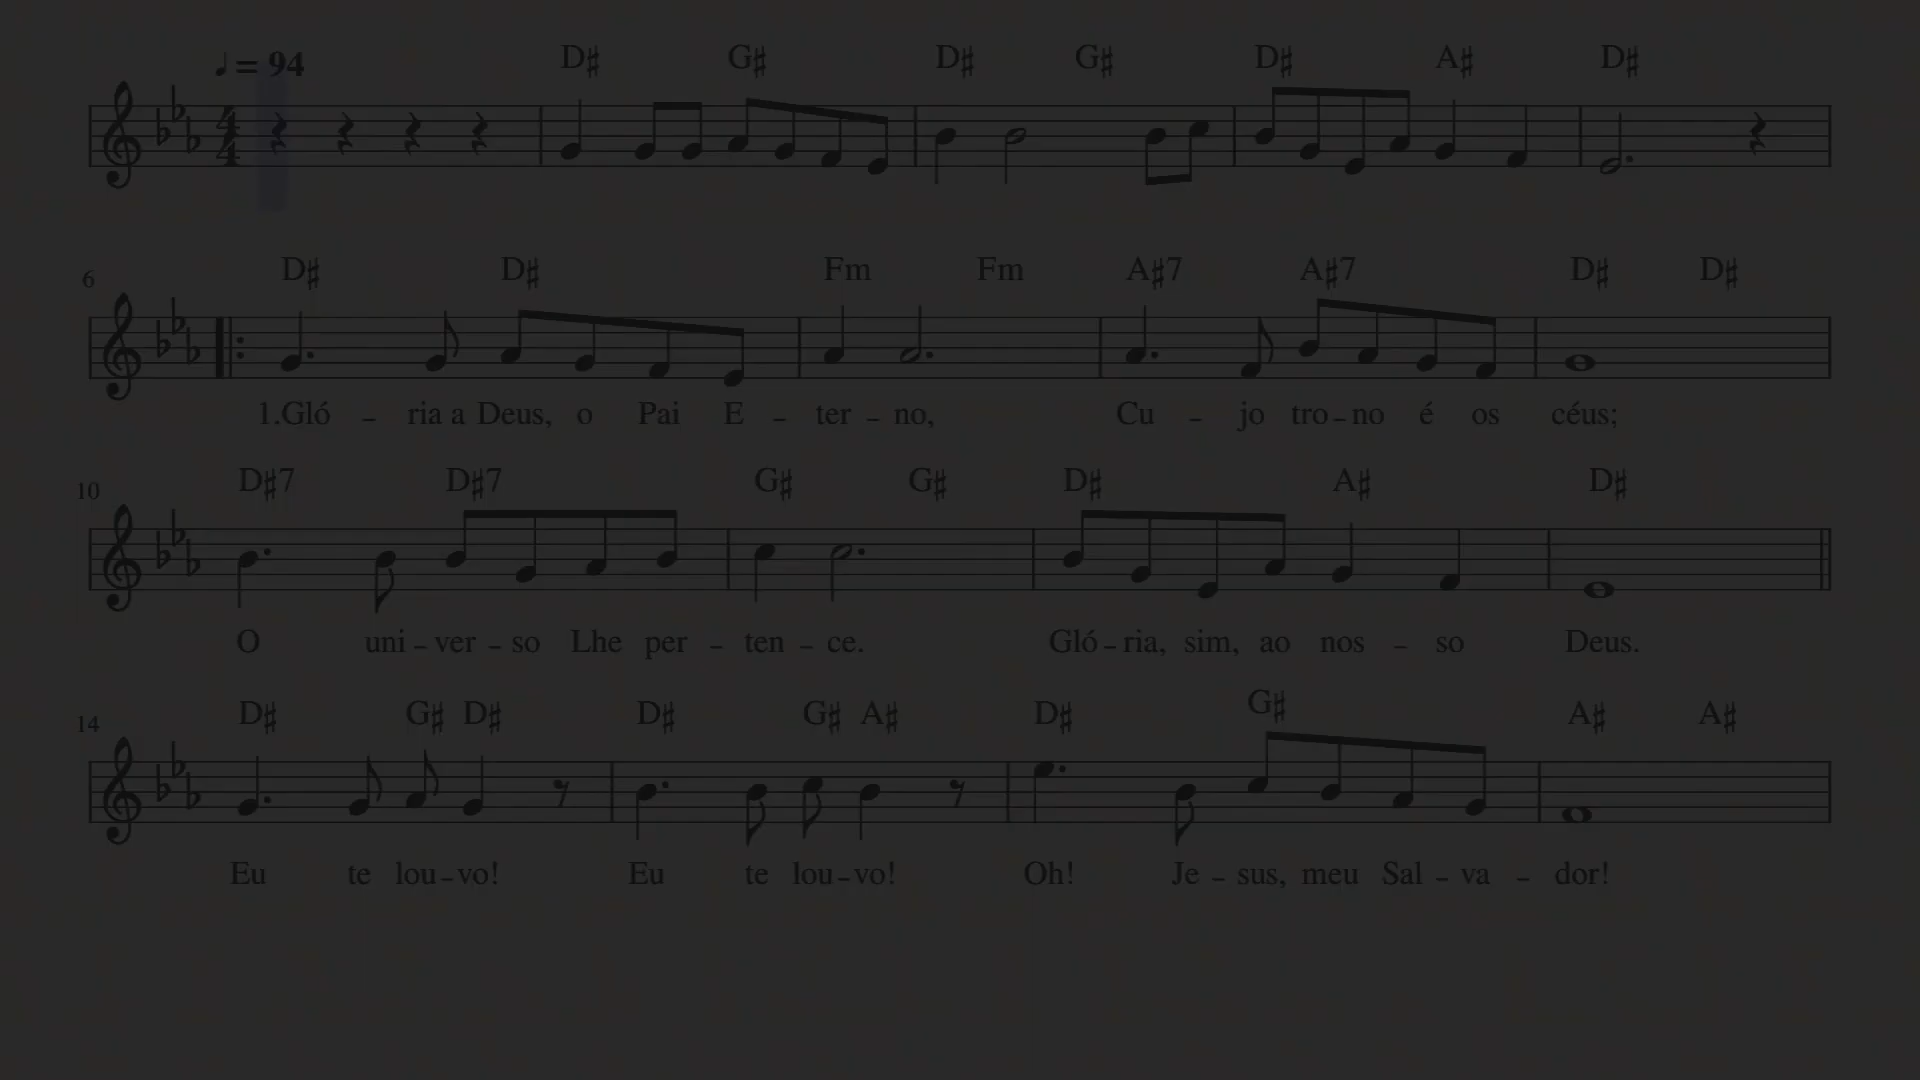 ♩ = 94
D♯ G♯ D♯ G♯ D♯ A♯ D♯
4
4
6
D♯ D♯ Fm Fm A♯7 A♯7 D♯ D♯
1.Gló – ria a Deus, o Pai E – ter – no, Cu – jo tro – no é os céus;
10
D♯7 D♯7 G♯ G♯ D♯ A♯ D♯
O uni – ver – so Lhe per – ten – ce. Gló – ria, sim, ao nos – so Deus.
14
D♯ G♯ D♯ D♯ G♯ A♯ D♯ G♯ A♯ A♯
Eu te lou – vo! Eu te lou – vo! Oh! Je – sus, meu Sal – va – dor!